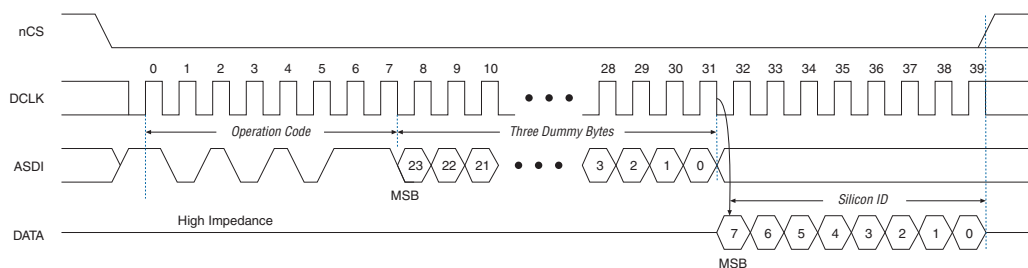 nCS
0 1 2 3 4 5 6 7 8 9 10 28 29 30 31 32 33 34 35 36 37 38 39
DCLK
Operation Code Three Dummy Bytes
ASDI 23 22 21 3 2 1 0
MSB
Silicon ID
High Impedance
DATA 7 6 5 4 3 2 1 0
MSB